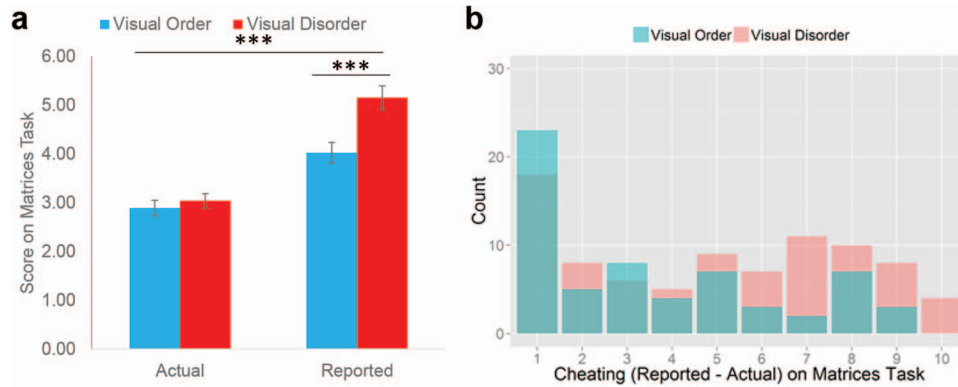 a
Visual Order Visual Disorder
***
***
6.00
5.00
4.00
3.00
2.00
1.00
0.00
Score on Matrices Task
Actual Reported
b
Visual Order Visual Disorder
30
20
10
0
Count
1 2 3 4 5 6 7 8 9 10
Cheating (Reported - Actual) on Matrices Task